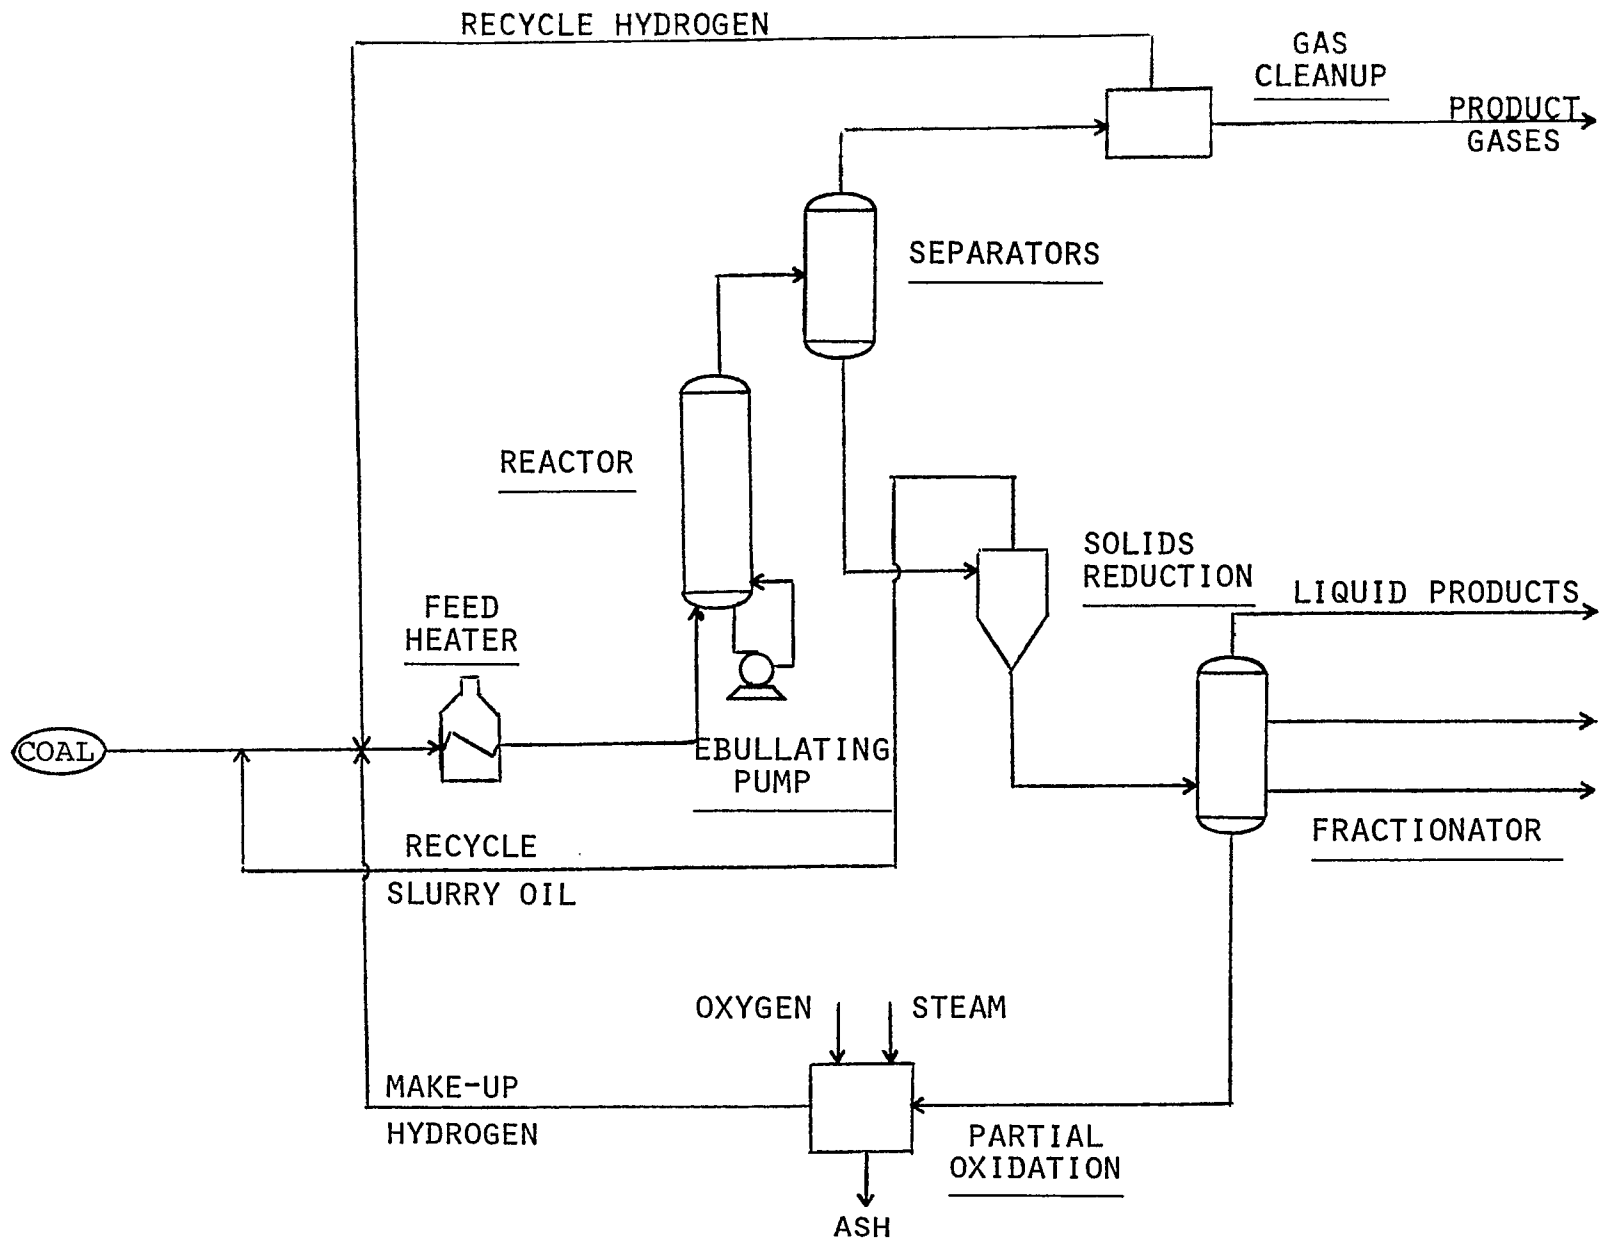 RECYCLE HYDROGEN
GAS
CLEANUP
PRODUCT
GASES
SEPARATORS
REACTOR
SOLIDS
REDUCTION
LIQUID PRODUCTS
FEED
HEATER
COAL
EBULLATING
PUMP
FRACTIONATOR
RECYCLE
SLURRY OIL
OXYGEN
STEAM
MAKE-UP
HYDROGEN
PARTIAL
OXIDATION
ASH